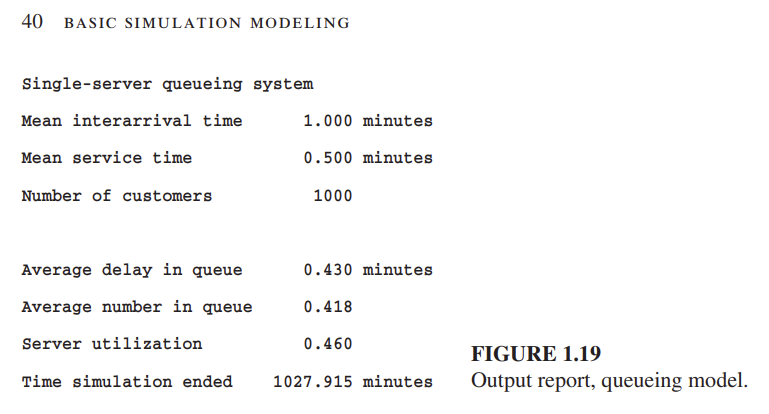 40 BASIC SIMULATION MODELING
Single-server queueing system
Mean interarrival time 1.000 minutes
Mean service time 0.500 minutes
Number of customers 1000
Average delay in queue 0.430 minutes
Average number in queue 0.418
Server utilization 0.460
Time simulation ended 1027.915 minutes
FIGURE 1.19
Output report, queueing model.